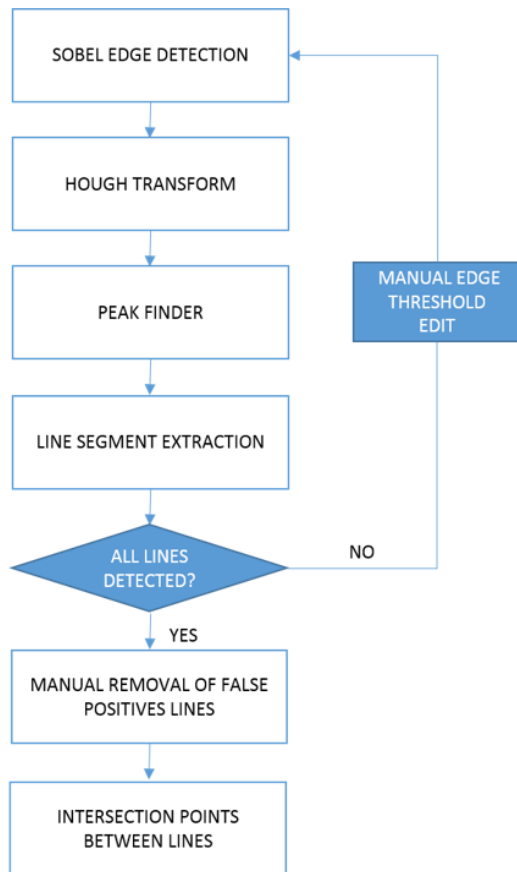 SOBEL EDGE DETECTION
HOUGH TRANSFORM
PEAK FINDER
MANUAL EDGE
THRESHOLD
EDIT
LINE SEGMENT EXTRACTION
ALL LINES
DETECTED?
NO
YES
MANUAL REMOVAL OF FALSE
POSITIVES LINES
INTERSECTION POINTS
BETWEEN LINES